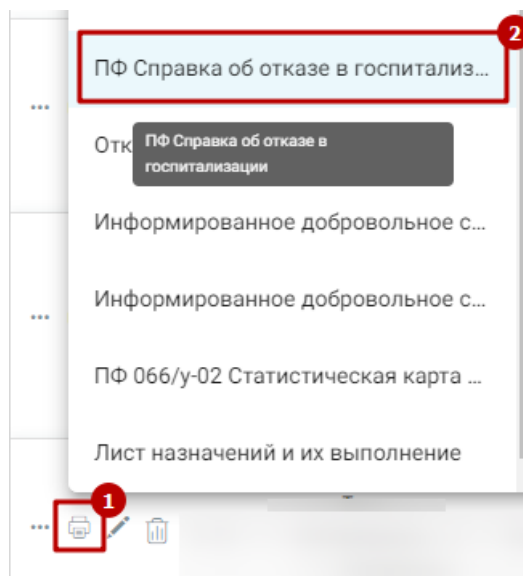 2
ПФ Справка об отказе в госпитализ...
Отк
ПФ Справка об отказе в
госпитализации
Информированное добровольное с...
Информированное добровольное с...
ПФ 066/у-02 Статистическая карта ...
Лист назначений и их выполнение
1